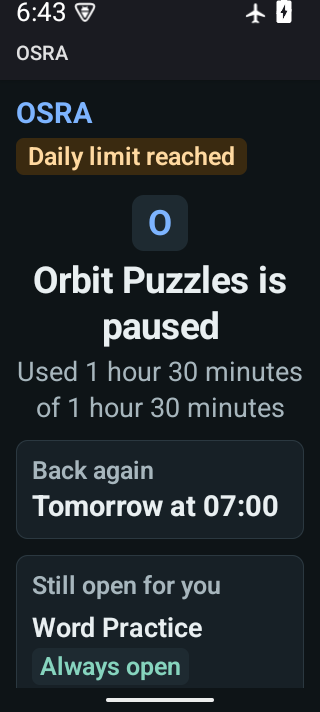 6:43
OSRA
OSRA
Daily limit reached
O
Orbit Puzzles is
paused
Used 1 hour 30 minutes
of 1 hour 30 minutes
Back again
Tomorrow at 07:00
Still open for you
Word Practice
Always open